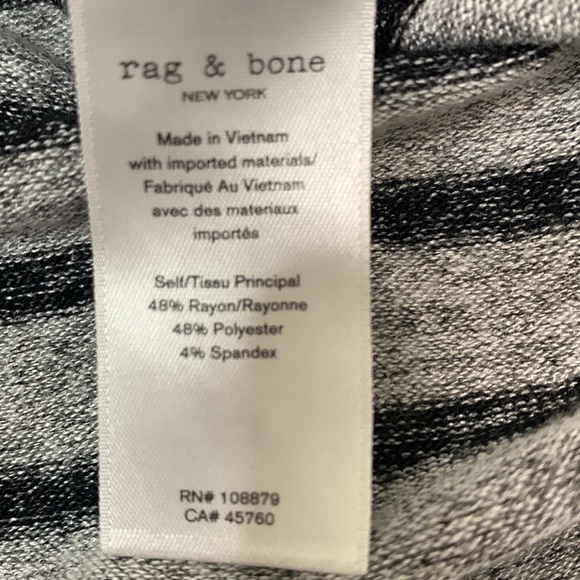 rag & bone
NEW YORK
Made in Vietnam
with imported materials/
Fabriqué Au Vietnam
avec des materiaux
importés
Self/Tissu Principal
48% Rayon/Rayonne
48% Polyester
4% Spandex
RN# 108879
CA# 45760